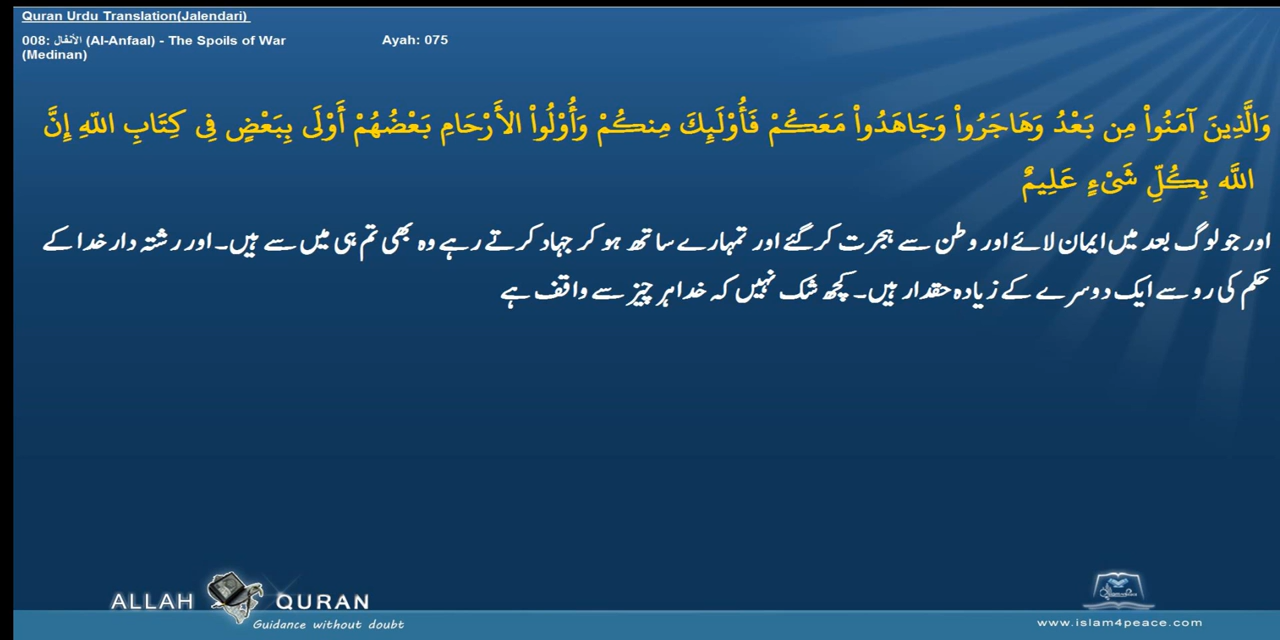 Quran Urdu Translation(Jalendari)
008: الأنفال (Al-Anfaal) - The Spoils of War
(Medinan)
Ayah: 075
وَالَّذِينَ آمَنُواْ مِن بَعْدُ وَهَاجَرُواْ وَجَاهَدُواْ مَعَكُمْ فَأُوْلَئِكَ مِنكُمْ وَأُوْلُواْ الأَرْحَامِ بَعْضُهُمْ أَوْلَى بِبَعْضٍ فِي كِتَابِ اللّهِ إِنَّ
اللّه بِكُلِّ شَيْءٍ عَلِيمٌ
اور جو لوگ بعد میں ایمان لائے اور وطن سے ہجرت کرگئے اور تمہارے ساتھ ہو کر جہاد کرتے رہے وہ بھی تم ہی میں سے ہیں۔ اور رشتہ دار خدا کے
حکم کی رو سے ایک دوسرے کے زیادہ حقدار ہیں۔ کچھ شک نہیں کہ خدا ہر چیز سے واقف ہے
ALLAH QURAN
Guidance without doubt
www.islam4peace.com